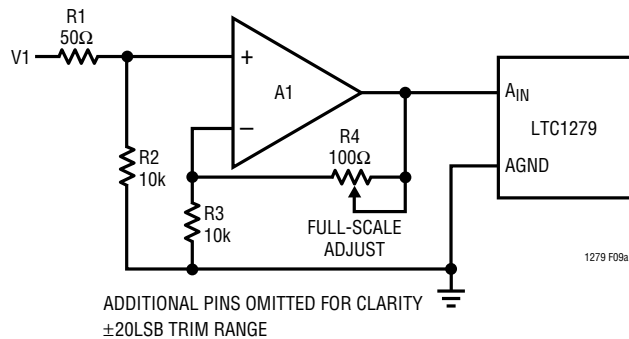 R1
50Ω
V1
+
A1
−
R2
10k
R3
10k
R4
100Ω
FULL-SCALE
ADJUST
AIN
LTC1279
AGND
1279 F09a
ADDITIONAL PINS OMITTED FOR CLARITY
±20LSB TRIM RANGE